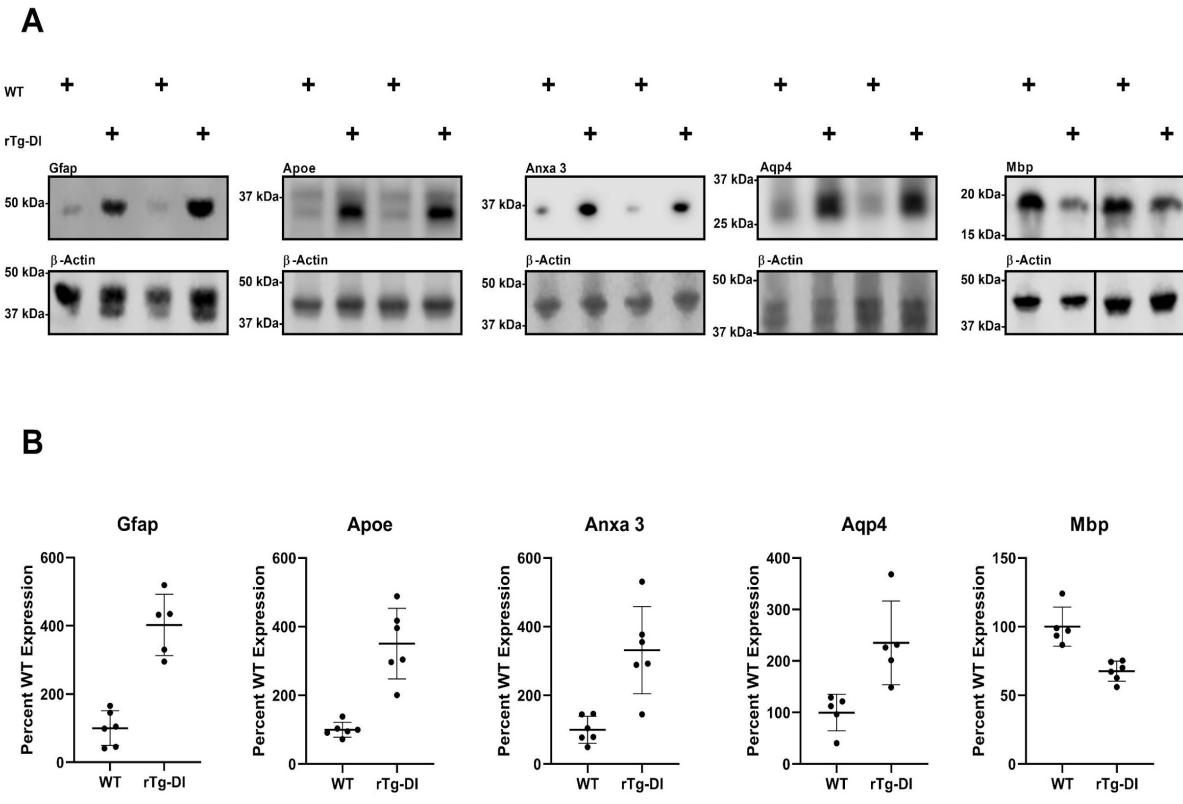 A
WT + + + + + + + + + +
rTg-DI + + + + + + + + + +
Gfap Apoe Anxa 3 Aqp4 Mbp
50 kDa 37 kDa 37 kDa 37 kDa 25 kDa 20 kDa 15 kDa
β-Actin β-Actin β-Actin β-Actin β-Actin
50 kDa 37 kDa 50 kDa 37 kDa 50 kDa 37 kDa 50 kDa 37 kDa 50 kDa 37 kDa
B
Gfap
Percent WT Expression
600
400
200
0
WT rTg-DI
Apoe
Percent WT Expression
600
400
200
0
WT rTg-DI
Anxa 3
Percent WT Expression
600
400
200
0
WT rTg-DI
Aqp4
Percent WT Expression
400
300
200
100
0
WT rTg-DI
Mbp
Percent WT Expression
150
100
50
0
WT rTg-DI